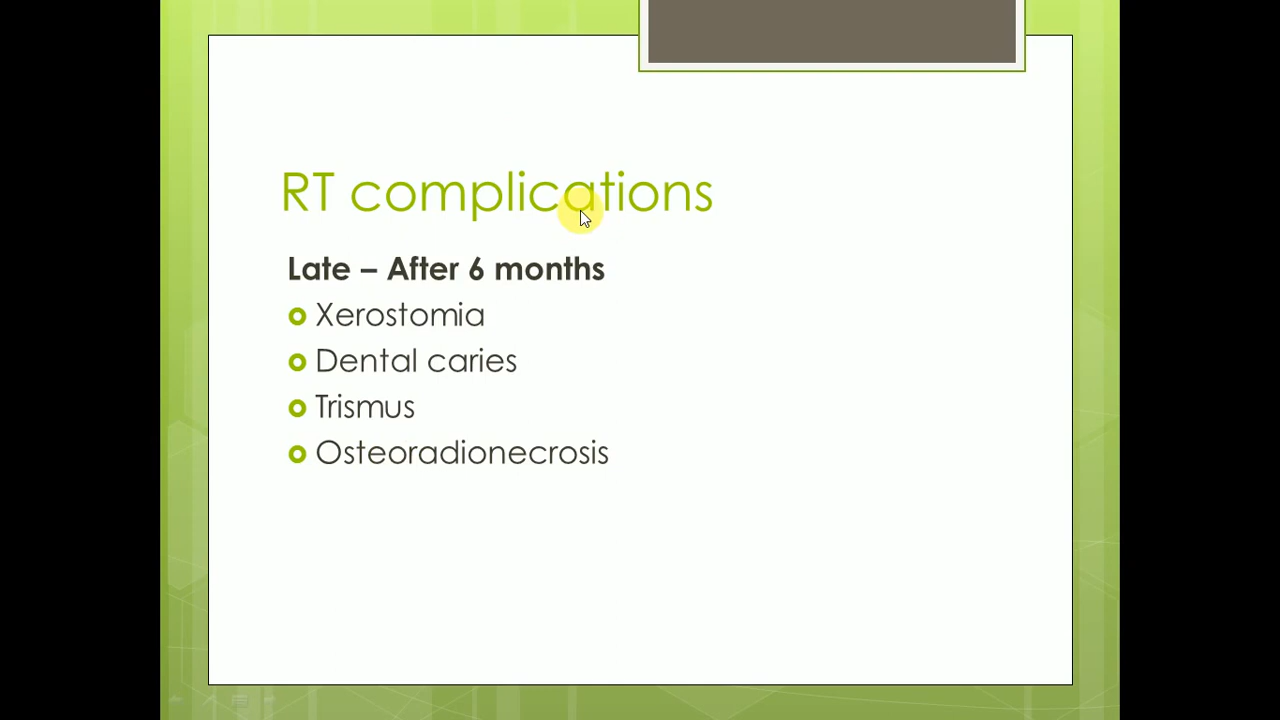 RT complications
Late – After 6 months
Xerostomia
Dental caries
Trismus
Osteoradionecrosis